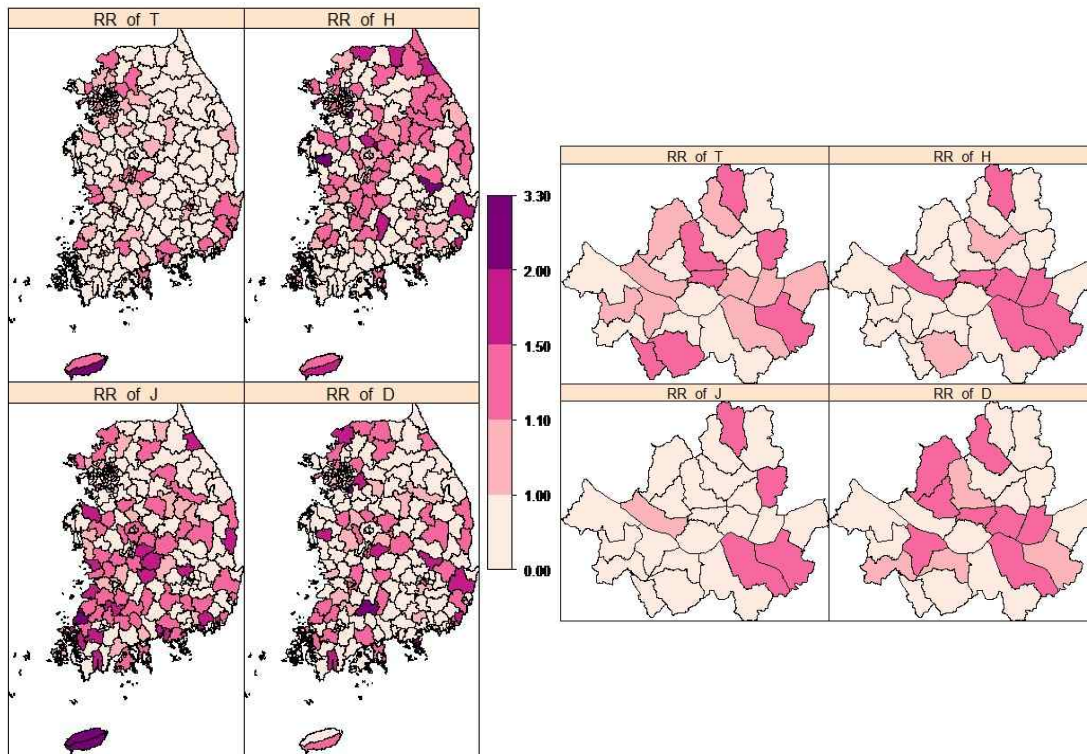 RR of T
RR of H
RR of J
RR of D
3.30
2.00
1.50
1.10
1.00
0.00
RR of T
RR of H
RR of J
RR of D